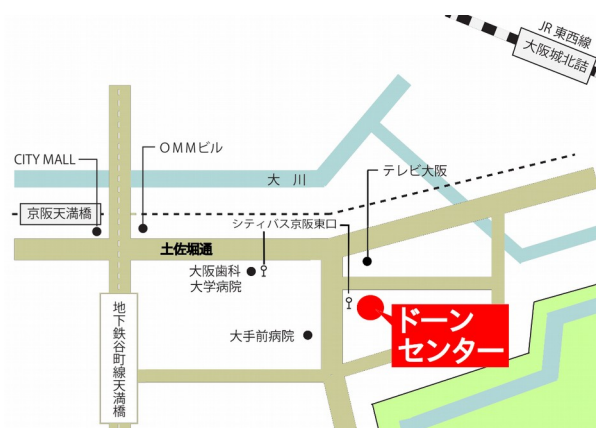 JR 東西線
大阪城北詰
OMMビル
CITY MALL
テレビ大阪
大 川
京阪天満橋
シティバス京阪東口
土佐堀通
大阪歯科
大学病院
地下鉄谷町線天満橋
大手前病院
ドーン
センター